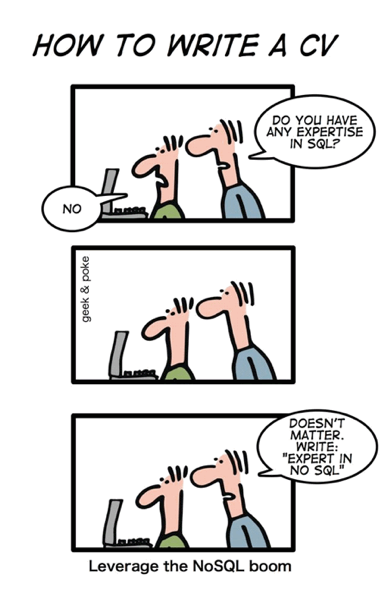 HOW TO WRITE A CV
DO YOU HAVE
ANY EXPERTISE
IN SQL?
NO
geek & poke
DOESN'T
MATTER.
WRITE:
"EXPERT IN
NO SQL"
Leverage the NoSQL boom